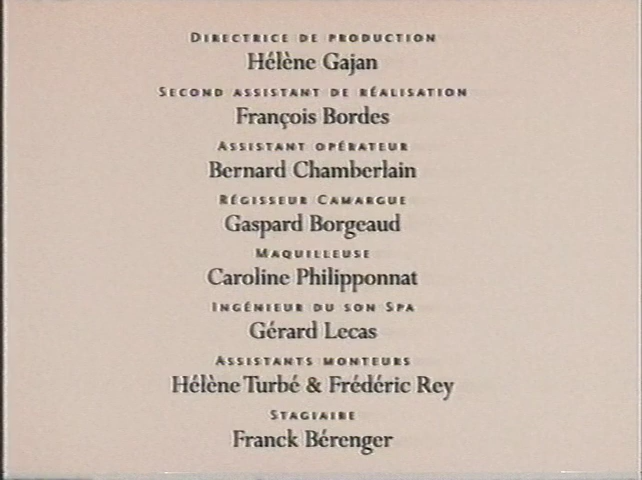 Directrice de production
Hélène Gajan
Second assistant de réalisation
François Bordes
Assistant opérateur
Bernard Chamberlain
Régisseur Camargue
Gaspard Borgeaud
Maquilleuse
Caroline Philipponnat
Ingénieur du son Spa
Gérard Lecas
Assistants monteurs
Hélène Turbé & Frédéric Rey
Stagiaire
Franck Bérenger